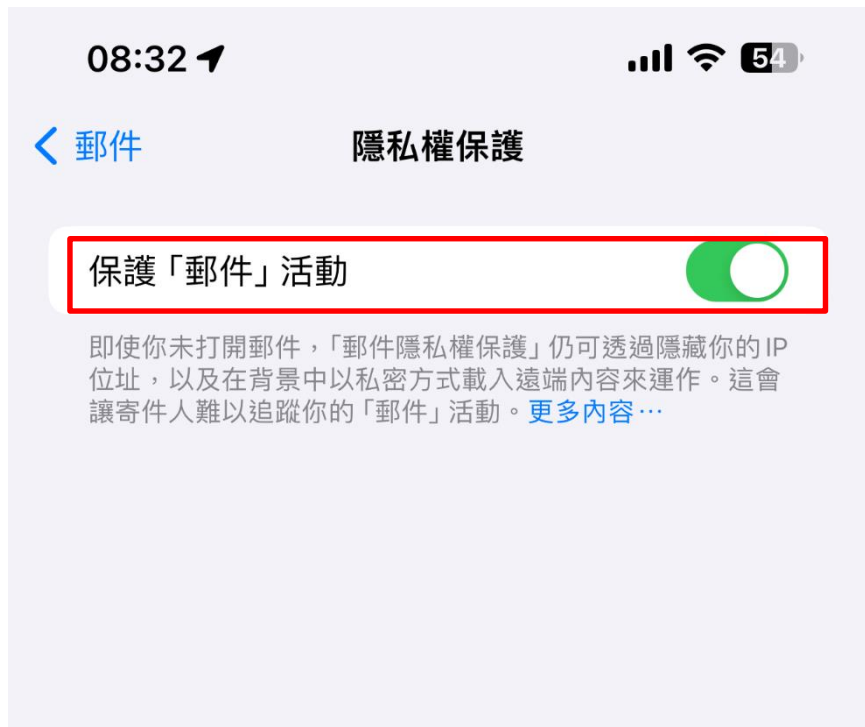 08:32 54
郵件 隱私權保護
保護「郵件」活動
即使你未打開郵件，「郵件隱私權保護」仍可透過隱藏你的 IP
位址，以及在背景中以私密方式載入遠端內容來運作。這會
讓寄件人難以追蹤你的「郵件」活動。更多內容⋯